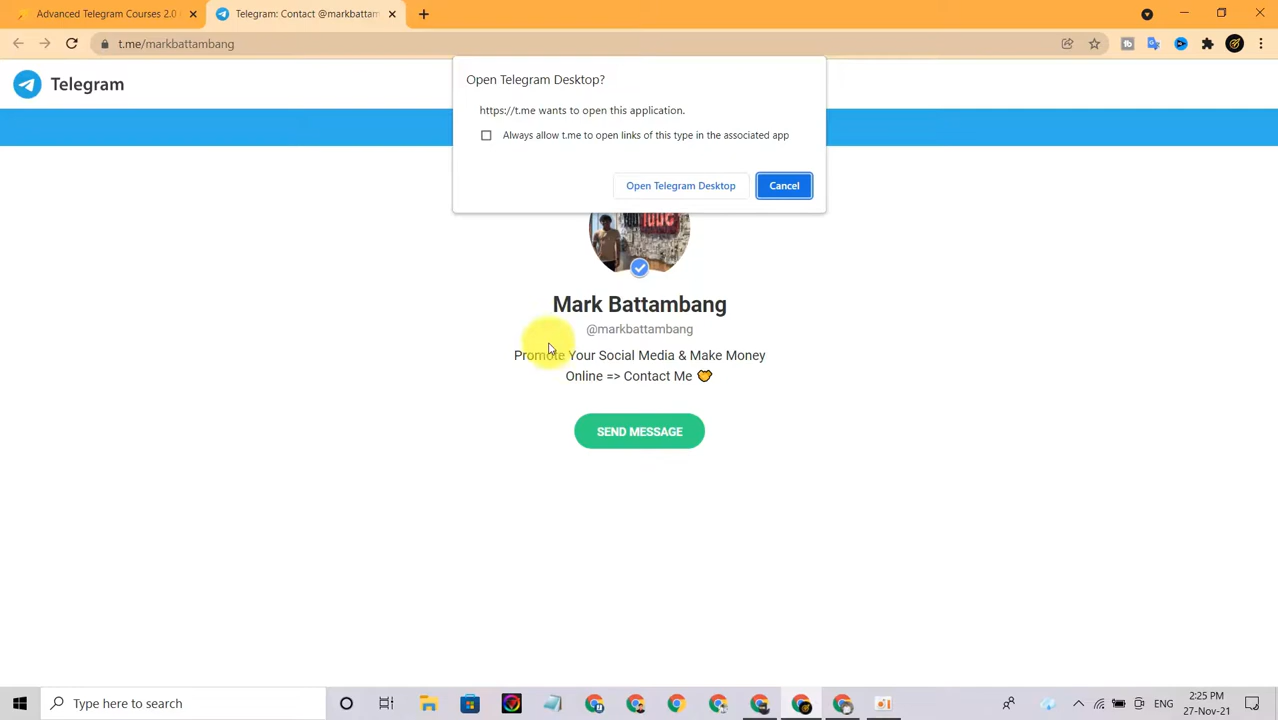 Advanced Telegram Courses 2.0
Telegram: Contact @markbattam
t.me/markbattambang
Telegram
Open Telegram Desktop?
https://t.me wants to open this application.
Always allow t.me to open links of this type in the associated app
Open Telegram Desktop
Cancel
Mark Battambang
@markbattambang
Promote Your Social Media & Make Money
Online => Contact Me
SEND MESSAGE
Type here to search
ENG
2:25 PM
27-Nov-21